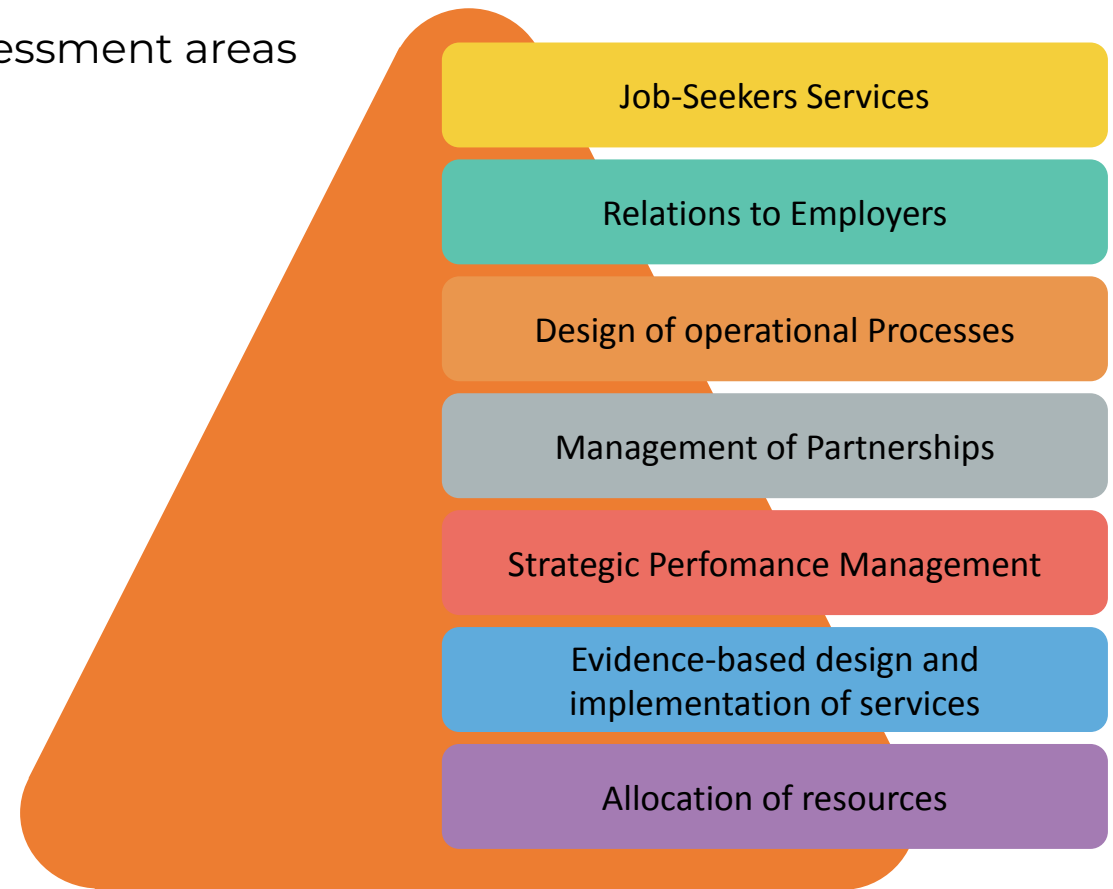 essment areas
Job-Seekers Services
Relations to Employers
Design of operational Processes
Management of Partnerships
Strategic Perfomance Management
Evidence-based design and
implementation of services
Allocation of resources